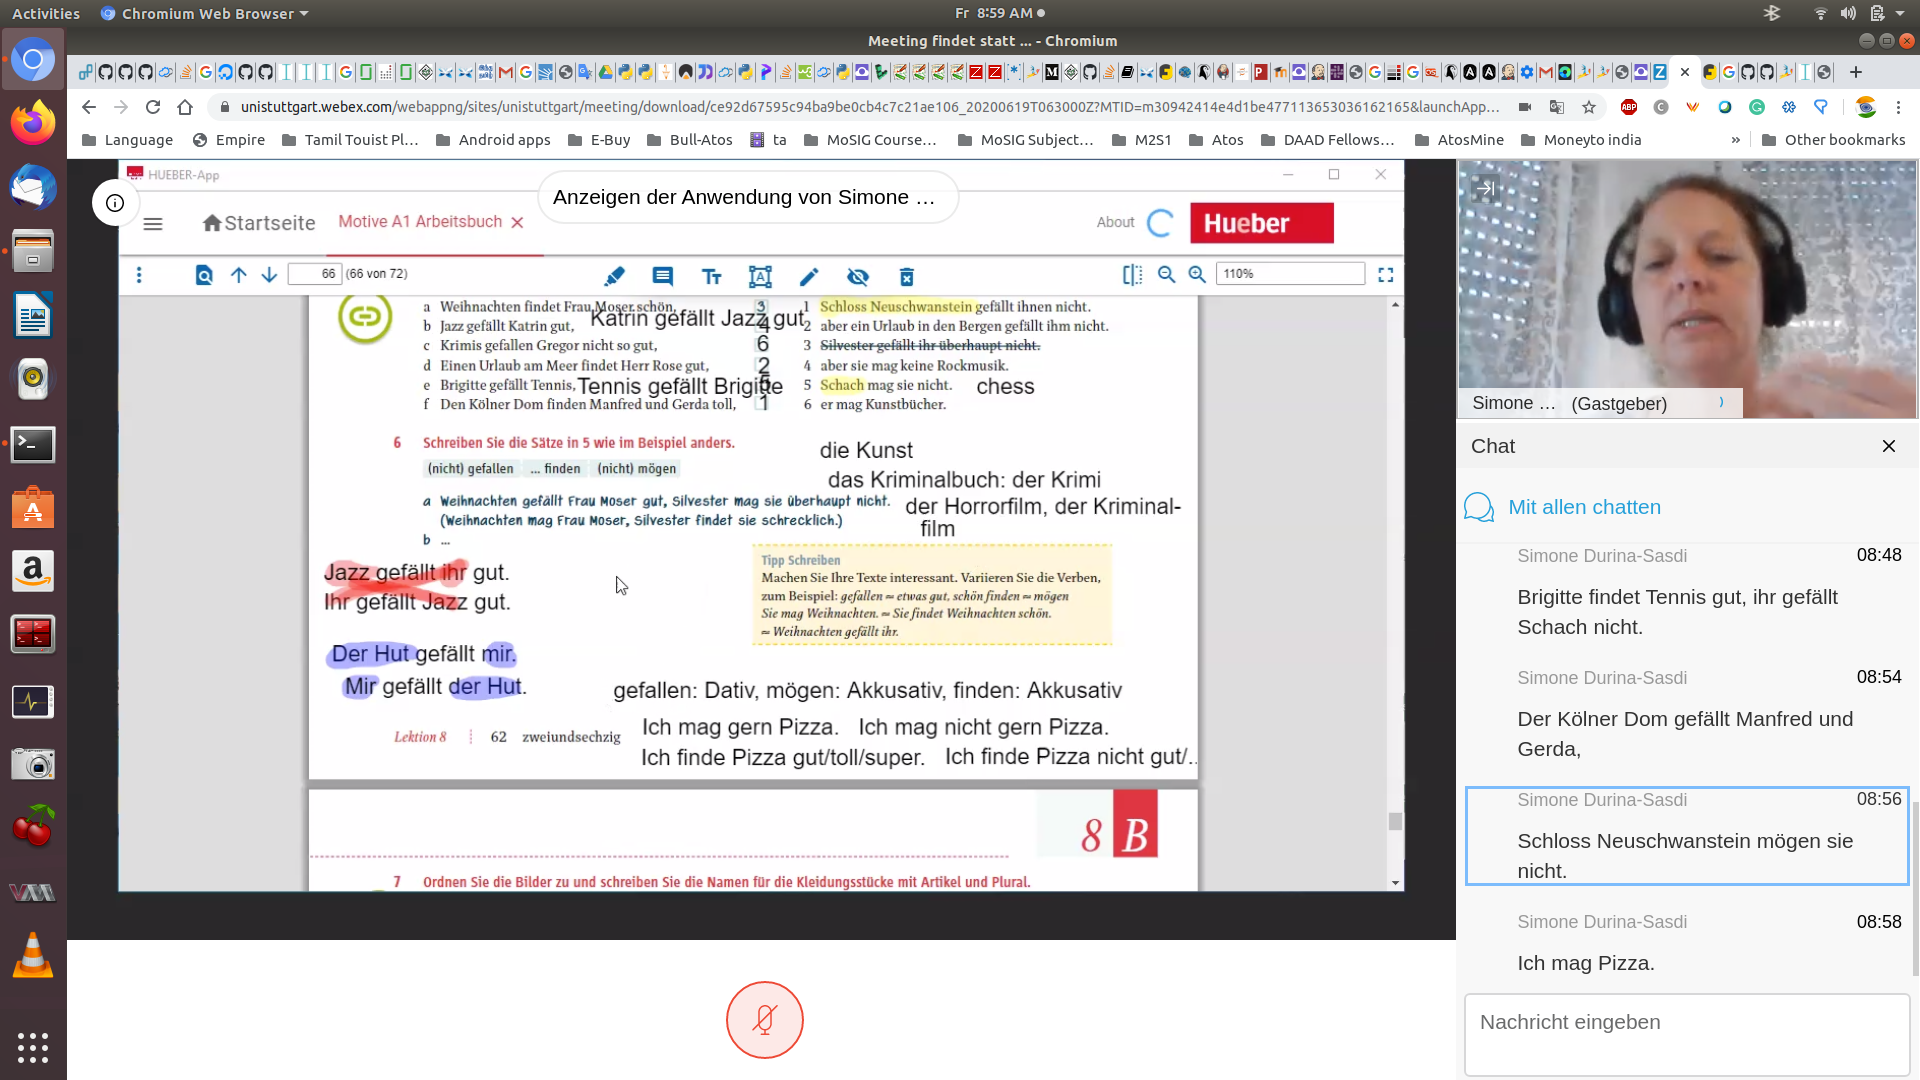 Activities
Chromium Web Browser
Fr 8:59 AM
Meeting findet statt ... - Chromium
unistuttgart.webex.com/webappng/sites/unistuttgart/meeting/download/ce92d67595c94ba9be0cb4c7c21ae106_20200619T063000Z?MTID=m30942414e4d1be477113653036162165&launchApp...
Language
Empire
Tamil Touist Pl...
Android apps
E-Buy
Bull-Atos
ta
MoSIG Course...
MoSIG Subject...
M2S1
Atos
DAAD Fellows...
AtosMine
Moneyto india
»
Other bookmarks
HUEBER-App
Anzeigen der Anwendung von Simone ...
Startseite
Motive A1 Arbeitsbuch
About
Hueber
66 (66 von 72)
110%
a Weihnachten findet Frau Moser schön, 3
b Jazz gefällt Katrin gut, Katrin gefällt Jazz gut 4
c Krimis gefallen Gregor nicht so gut, 6
d Einen Urlaub am Meer findet Herr Rose gut, 2
e Brigitte gefällt Tennis, Tennis gefällt Brigitte 5
f Den Kölner Dom finden Manfred und Gerda toll, 1
1 Schloss Neuschwanstein gefällt ihnen nicht.
2 aber ein Urlaub in den Bergen gefällt ihm nicht.
3 Silvester gefällt ihr überhaupt nicht.
4 aber sie mag keine Rockmusik.
5 Schach mag sie nicht. chess
6 er mag Kunstbücher.
6 Schreiben Sie die Sätze in 5 wie im Beispiel anders.
(nicht) gefallen ... finden (nicht) mögen
a Weihnachten gefällt Frau Moser gut, Silvester mag sie überhaupt nicht.
(Weihnachten mag Frau Moser, Silvester findet sie schrecklich.)
b ...
die Kunst
das Kriminalbuch: der Krimi
der Horrorfilm, der Kriminal-
film
Jazz gefällt ihr gut.
Ihr gefällt Jazz gut.
Der Hut gefällt mir.
Mir gefällt der Hut.
Tipp Schreiben
Machen Sie Ihre Texte interessant. Variieren Sie die Verben,
zum Beispiel: gefallen ≈ etwas gut, schön finden ≈ mögen
Sie mag Weihnachten. ≈ Sie findet Weihnachten schön.
≈ Weihnachten gefällt ihr.
gefallen: Dativ, mögen: Akkusativ, finden: Akkusativ
Ich mag gern Pizza. Ich mag nicht gern Pizza.
Ich finde Pizza gut/toll/super. Ich finde Pizza nicht gut/..
Lektion 8 62 zweiundsechzig
8 B
7 Ordnen Sie die Bilder zu und schreiben Sie die Namen für die Kleidungsstücke mit Artikel und Plural.
Simone ... (Gastgeber)
Chat
Mit allen chatten
Simone Durina-Sasdi 08:48
Brigitte findet Tennis gut, ihr gefällt
Schach nicht.
Simone Durina-Sasdi 08:54
Der Kölner Dom gefällt Manfred und
Gerda,
Simone Durina-Sasdi 08:56
Schloss Neuschwanstein mögen sie
nicht.
Simone Durina-Sasdi 08:58
Ich mag Pizza.
Nachricht eingeben